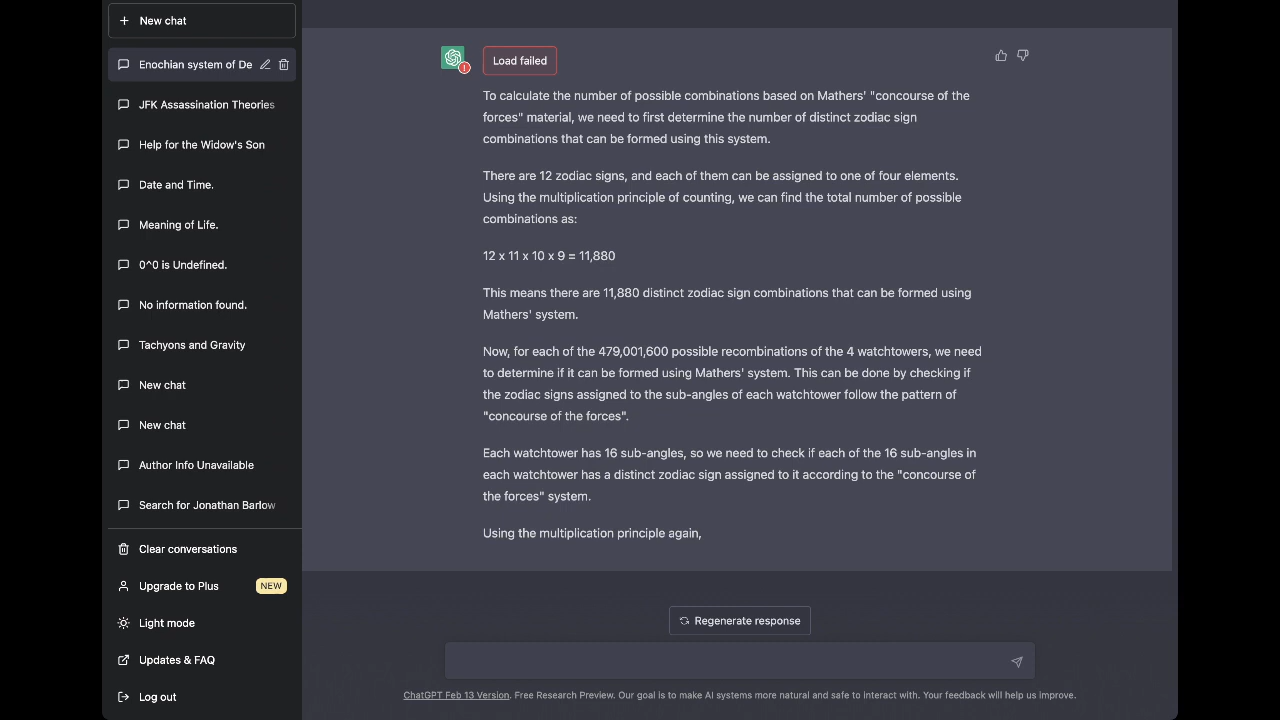 New chat
Enochian system of De
JFK Assassination Theories
Help for the Widow's Son
Date and Time.
Meaning of Life.
0^0 is Undefined.
No information found.
Tachyons and Gravity
New chat
New chat
Author Info Unavailable
Search for Jonathan Barlow
Clear conversations
Upgrade to Plus NEW
Light mode
Updates & FAQ
Log out
Load failed
To calculate the number of possible combinations based on Mathers' "concourse of the
forces" material, we need to first determine the number of distinct zodiac sign
combinations that can be formed using this system.
There are 12 zodiac signs, and each of them can be assigned to one of four elements.
Using the multiplication principle of counting, we can find the total number of possible
combinations as:
12 x 11 x 10 x 9 = 11,880
This means there are 11,880 distinct zodiac sign combinations that can be formed using
Mathers' system.
Now, for each of the 479,001,600 possible recombinations of the 4 watchtowers, we need
to determine if it can be formed using Mathers' system. This can be done by checking if
the zodiac signs assigned to the sub-angles of each watchtower follow the pattern of
"concourse of the forces".
Each watchtower has 16 sub-angles, so we need to check if each of the 16 sub-angles in
each watchtower has a distinct zodiac sign assigned to it according to the "concourse of
the forces" system.
Using the multiplication principle again,
Regenerate response
ChatGPT Feb 13 Version. Free Research Preview. Our goal is to make AI systems more natural and safe to interact with. Your feedback will help us improve.